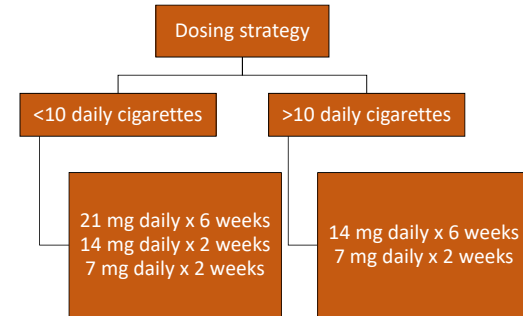 Dosing strategy
<10 daily cigarettes
>10 daily cigarettes
21 mg daily x 6 weeks
14 mg daily x 2 weeks
7 mg daily x 2 weeks
14 mg daily x 6 weeks
7 mg daily x 2 weeks